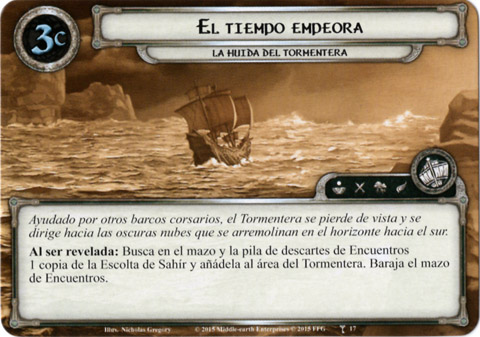 3C
El tiempo empeora
La huida del Tormentera
Ayudado por otros barcos corsarios, el Tormentera se pierde de vista y se
dirige hacia las oscuras nubes que se arremolinan en el horizonte hacia el sur.
Al ser revelada: Busca en el mazo y la pila de descartes de Encuentros
1 copia de la Escolta de Sahír y añádela al área del Tormentera. Baraja el mazo
de Encuentros.
Illus. Nicholas Gregory © 2015 Middle-earth Enterprises © 2015 FFG 17